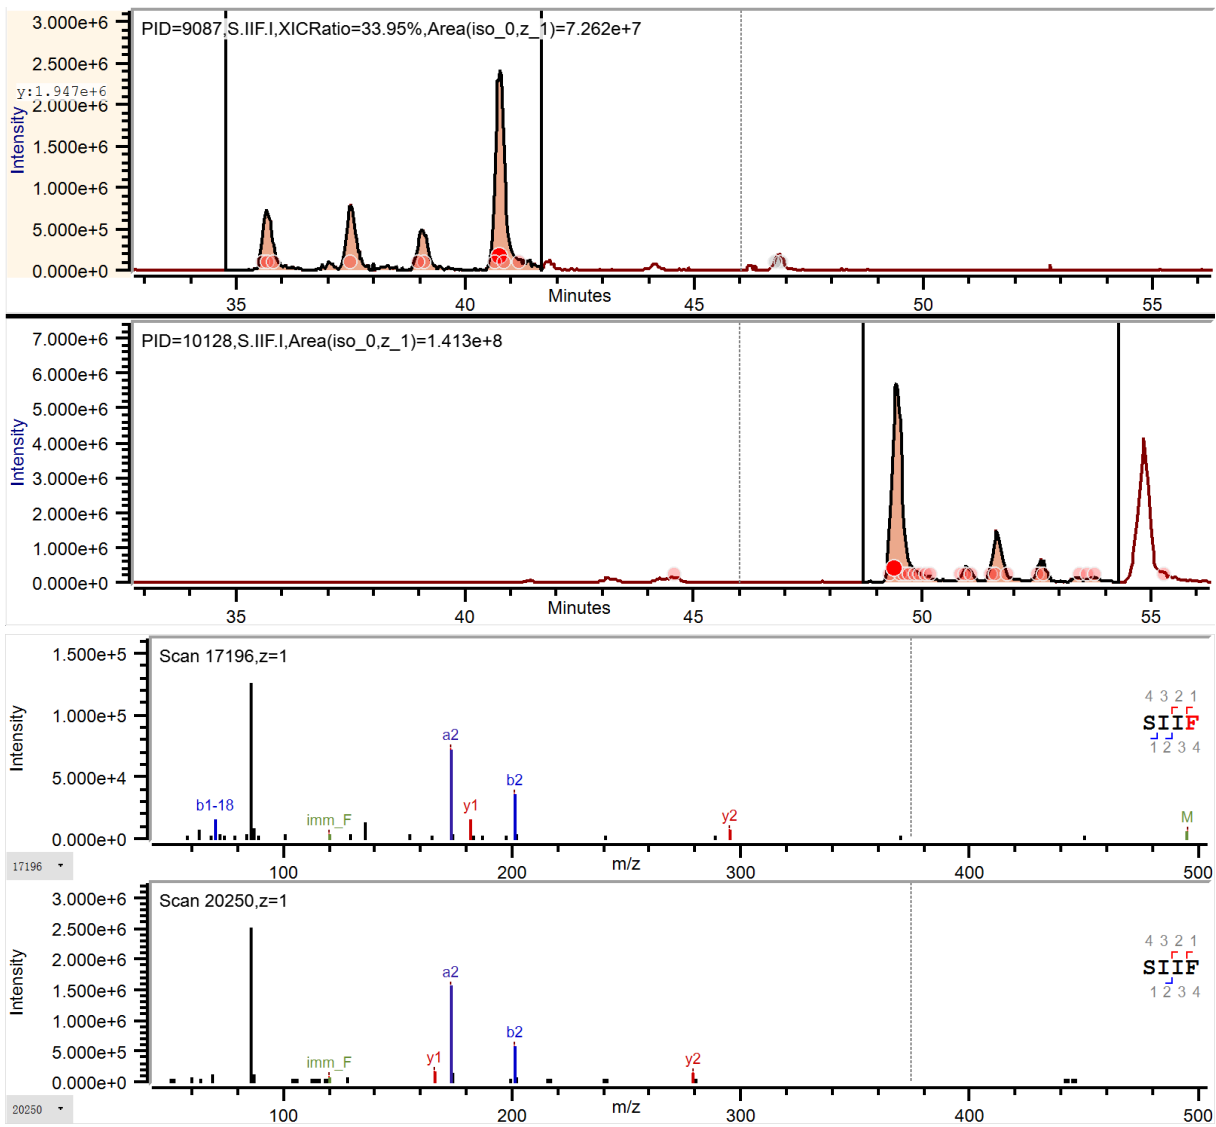 PID=9087,S.IIF.I,XICRatio=33.95%,Area(iso_0,z_1)=7.262e+7
3.000e+6
2.500e+6
y:1.947e+6
2.000e+6
1.500e+6
1.000e+6
5.000e+5
0.000e+0
Intensity
35 40 45 50 55
Minutes
PID=10128,S.IIF.I,Area(iso_0,z_1)=1.413e+8
7.000e+6
6.000e+6
5.000e+6
4.000e+6
3.000e+6
2.000e+6
1.000e+6
0.000e+0
Intensity
35 40 45 50 55
Minutes
Scan 17196,z=1
1.500e+5
1.000e+5
5.000e+4
0.000e+0
Intensity
b1-18
imm_F
a2
y1
b2
y2
M
4 3 2 1
SIIF
1 2 3 4
100 200 300 400 500
m/z
17196
Scan 20250,z=1
3.000e+6
2.500e+6
2.000e+6
1.500e+6
1.000e+6
5.000e+5
0.000e+0
Intensity
imm_F
y1
a2
b2
y2
4 3 2 1
SIIF
1 2 3 4
100 200 300 400 500
m/z
20250